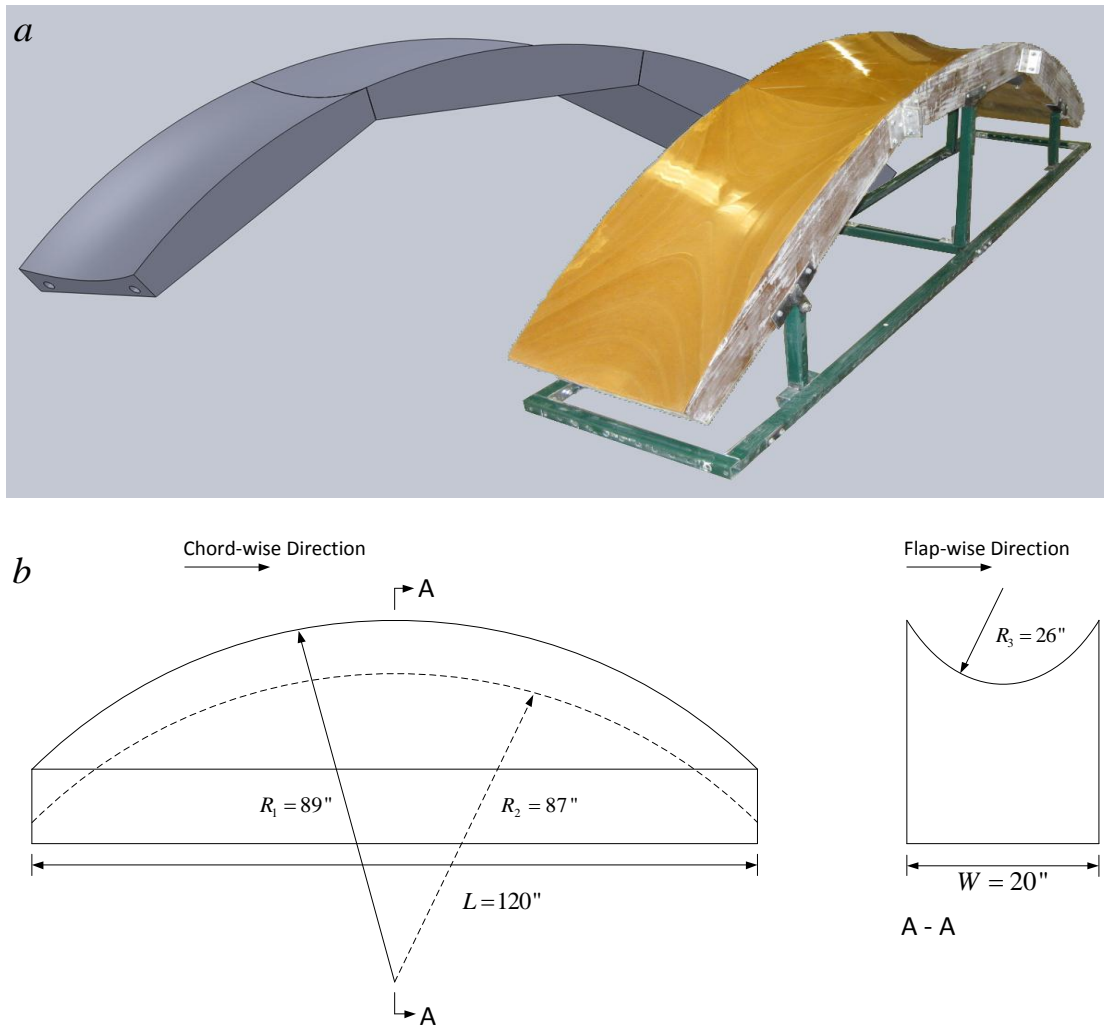 a
b
Chord-wise Direction
Flap-wise Direction
A
R₃ = 26"
R₁ = 89"
R₂ = 87"
L = 120"
W = 20"
A - A
A